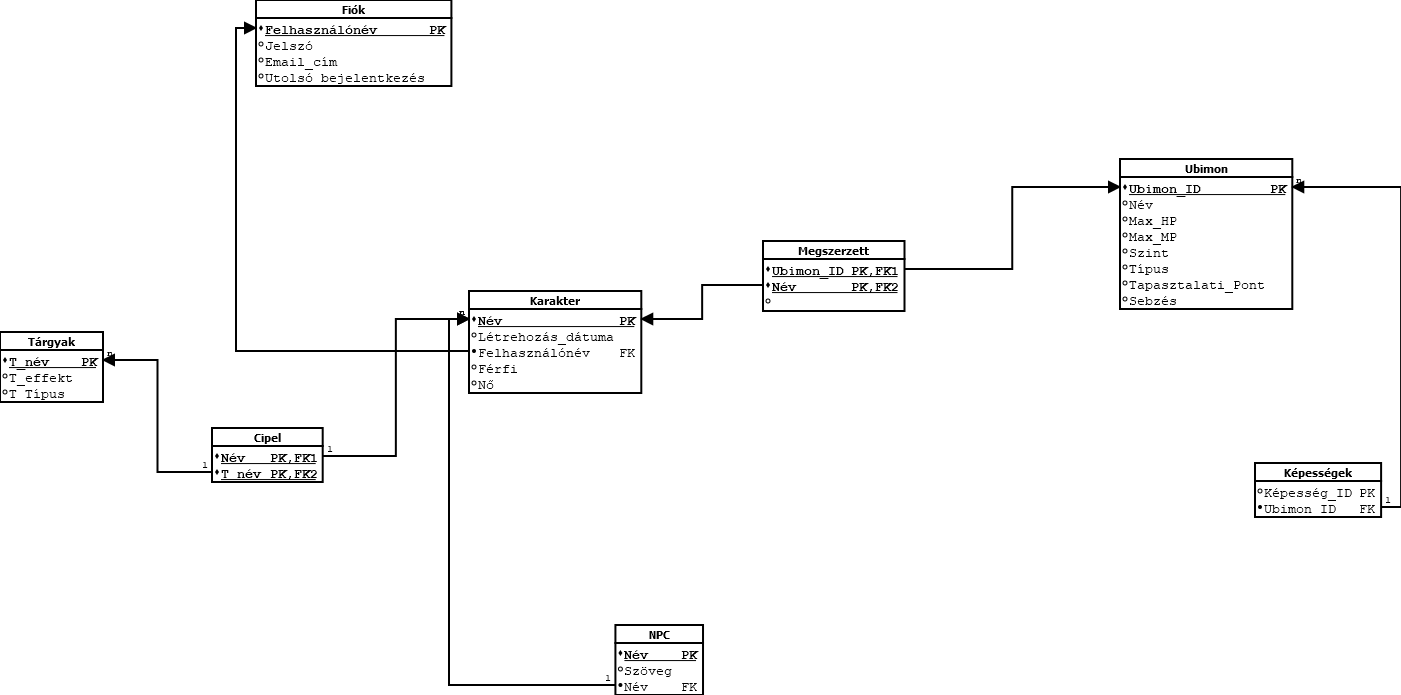 Fiók
Felhasználónév PK
Jelszó
Email_cím
Utolsó bejelentkezés
Ubimon
Ubimon_ID PK
Név
Max_HP
Max_MP
Szint
Típus
Tapasztalati_Pont
Sebzés
n
Megszerzett
Ubimon_ID PK,FK1
Név PK,FK2
Karakter
Név PK
Létrehozás_dátuma
Felhasználónév FK
Férfi
Nő
n
Tárgyak
T_név PK
T_effekt
T_Típus
n
Cipel
Név PK,FK1
T_név PK,FK2
1
1
Képességek
Képesség_ID PK
Ubimon_ID FK
1
NPC
Név PK
Szöveg
Név FK
1